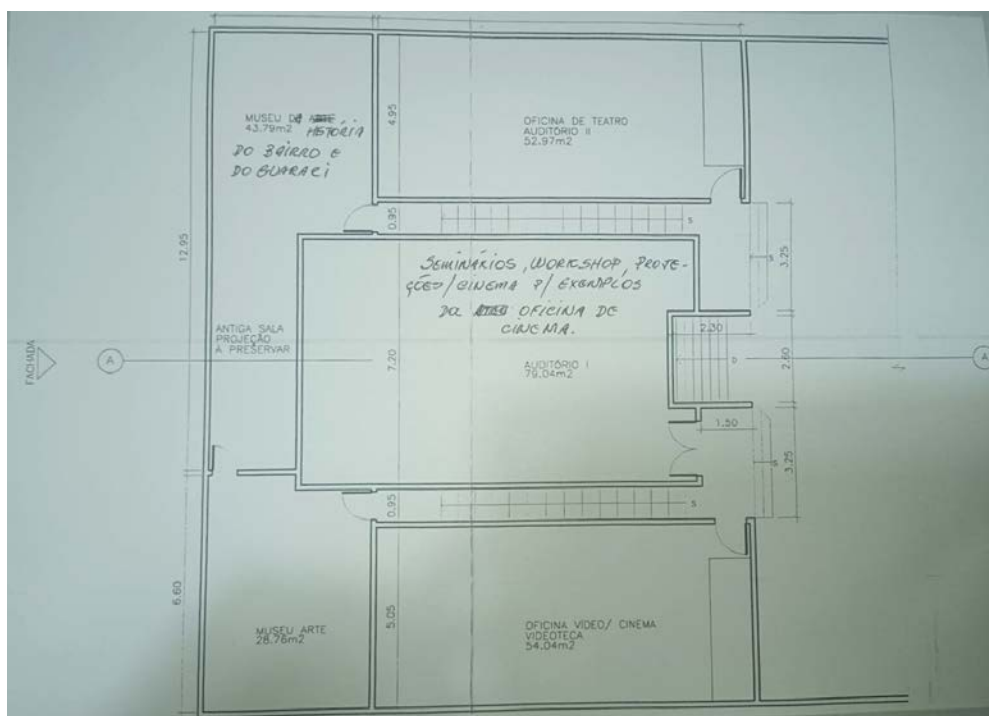 MUSEU DE ARTE,
43.79m2 HISTORIA
DO BAIRRO E
DO GUARACI
4.95
OFICINA DE TEATRO
AUDITÓRIO II
52.97m2
0.95
S
12.95
3.25
S
SEMINÁRIOS, WORKSHOP, PROJE-
ÇÕES/CINEMA P/ EXEMPLOS
DA OFICINA DE
CINEMA.
ANTIGA SALA
PROJEÇÃO
A PRESERVAR
FACHADA
A
7.20
AUDITÓRIO I
79.04m2
2.30
D
2.60
A
1.50
3.25
0.95
S
6.60
MUSEU ARTE
28.76m2
5.05
OFICINA VÍDEO/ CINEMA
VIDEOTECA
54.04m2